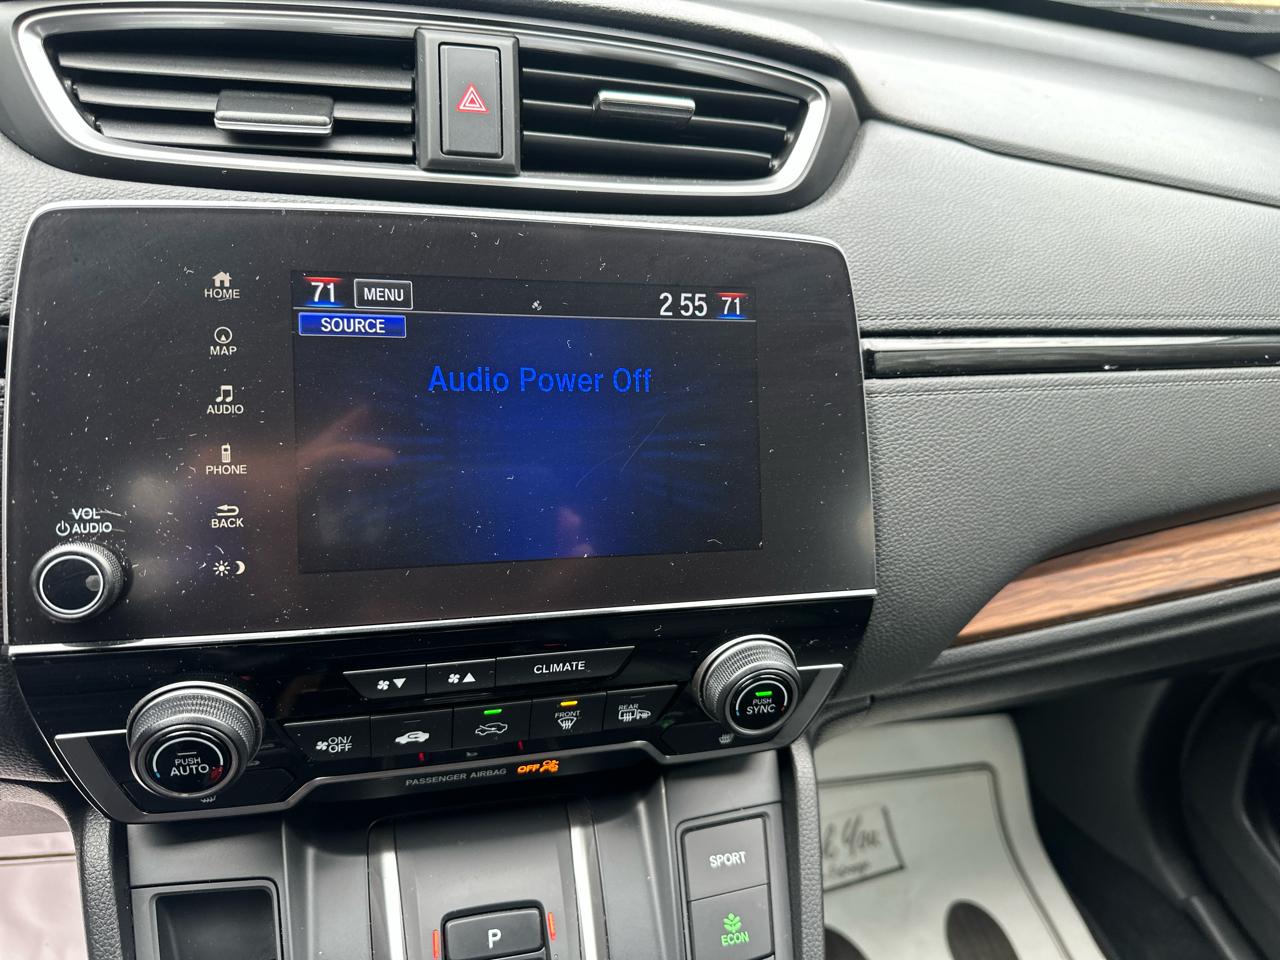 HOME
71 MENU 2 55 71
SOURCE
MAP
Audio Power Off
AUDIO
PHONE
VOL
AUDIO
BACK
CLIMATE
PUSH
AUTO
ON/
OFF
FRONT
REAR
PUSH
SYNC
PASSENGER AIRBAG OFF
SPORT
P
ECON
You